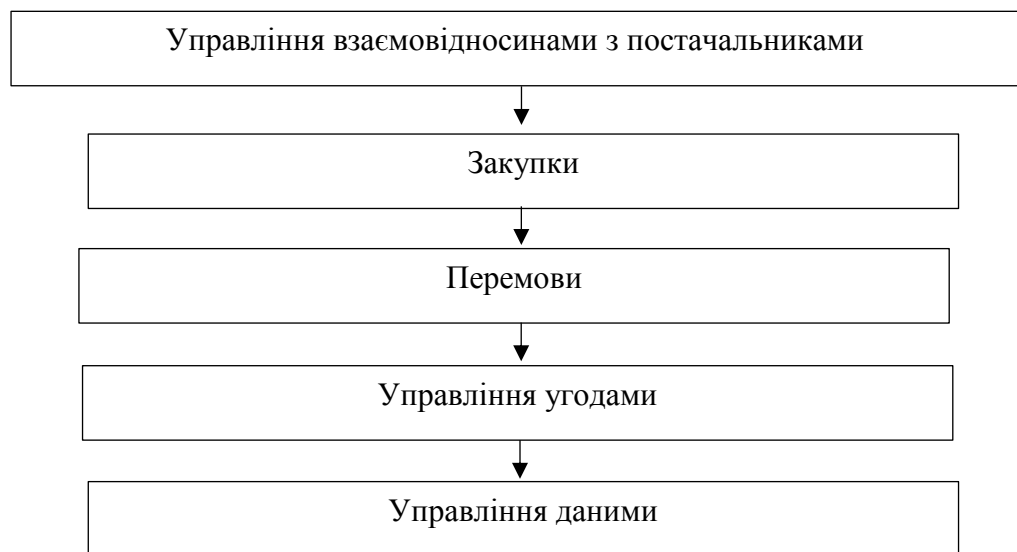 Управління взаємовідносинами з постачальниками
Закупки
Перемови
Управління угодами
Управління даними